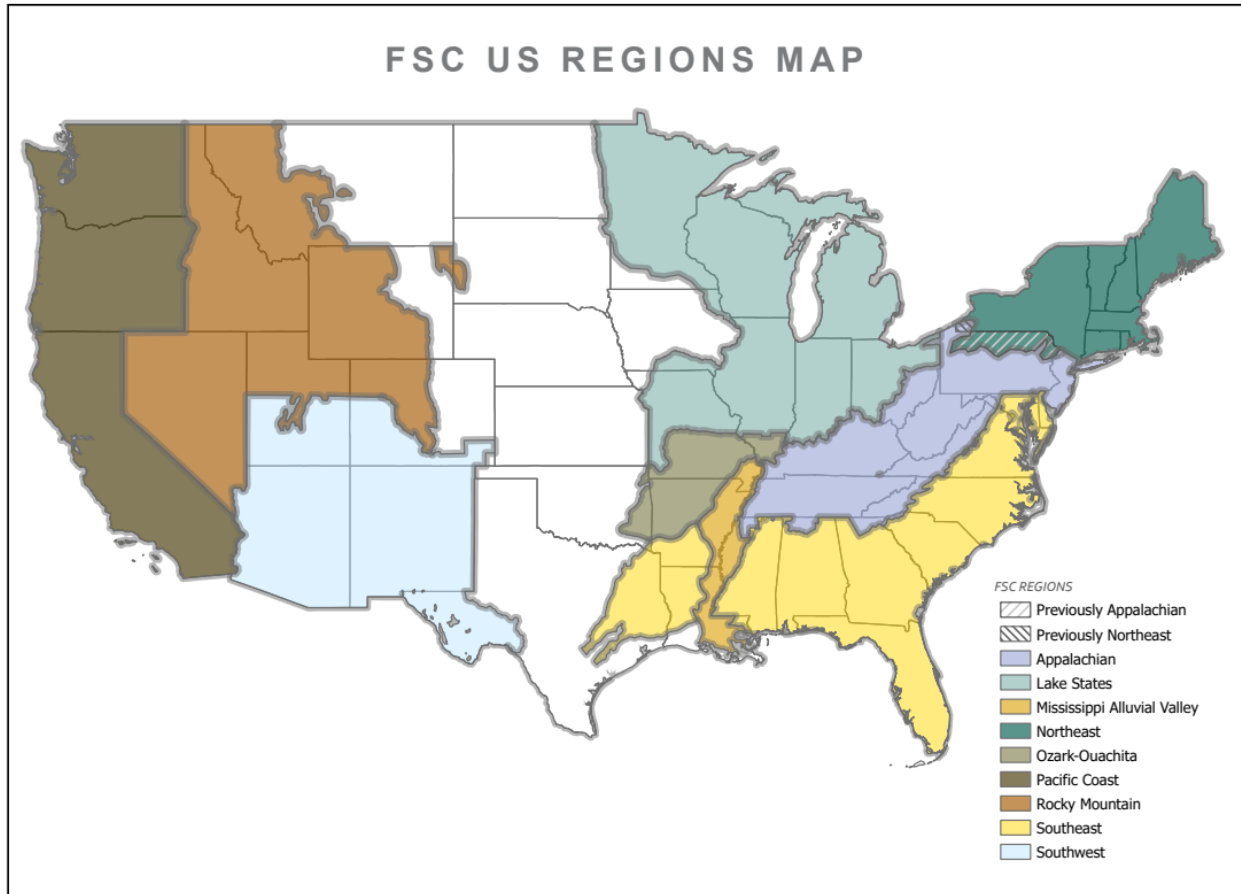 FSC US REGIONS MAP
FSC REGIONS
Previously Appalachian
Previously Northeast
Appalachian
Lake States
Mississippi Alluvial Valley
Northeast
Ozark-Ouachita
Pacific Coast
Rocky Mountain
Southeast
Southwest